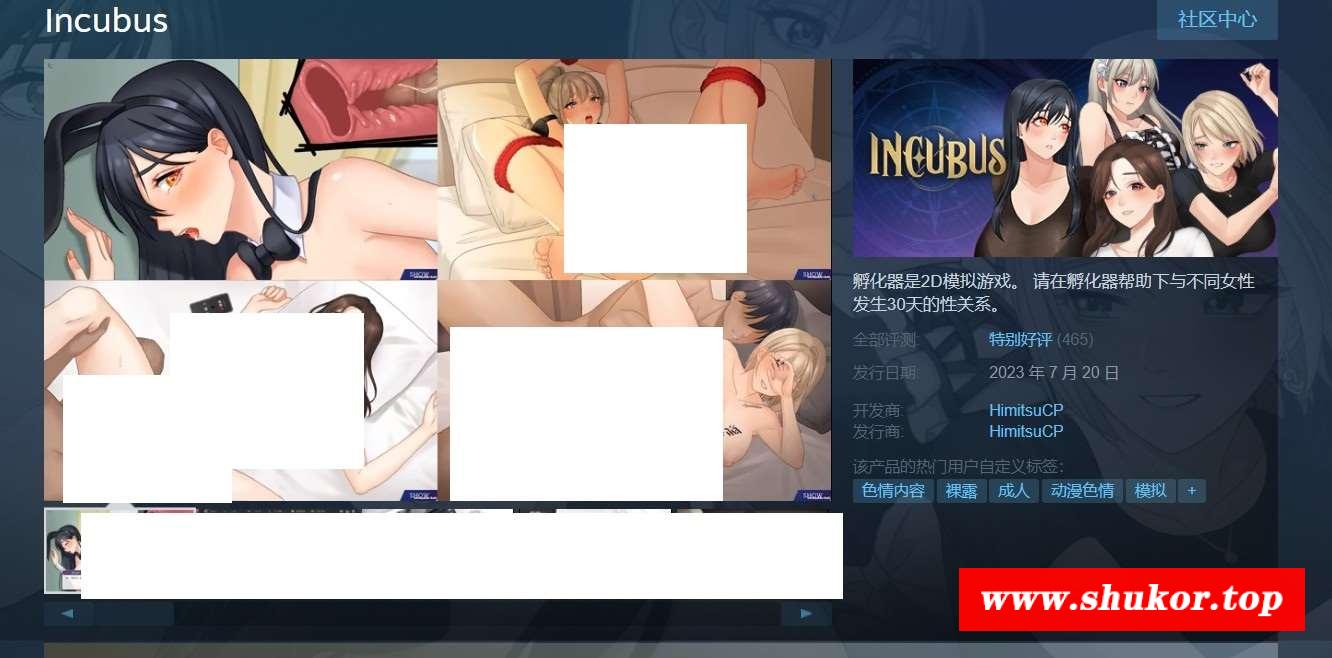 Incubus
社区中心
INCUBUS
孵化器是2D模拟游戏。 请在孵化器帮助下与不同女性
发生30天的性关系。
全部评测: 特别好评 (465)
发行日期: 2023 年 7 月 20 日
开发商: HimitsuCP
发行商: HimitsuCP
该产品的热门用户自定义标签:
色情内容 裸露 成人 动漫色情 模拟 +
SHOW
SHOW
SHOW
SHOW
www.shukor.top